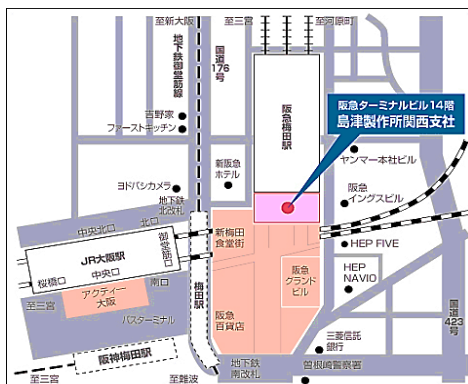 至新大阪
至三宮
至河原町
地下鉄御堂筋線
国道
176
号
阪急梅田駅
阪急ターミナルビル14階
島津製作所関西支社
吉野家
ファーストキッチン
新阪急
ホテル
ヤンマー本社ビル
ヨドバシカメラ
地下鉄
北改札
阪急
イングスビル
中央北口
北口
御堂筋口
新梅田
食堂街
HEP FIVE
JR大阪駅
中央口
桜橋口
南口
梅田駅
阪急
グランド
ビル
HEP
NAVIO
至三宮
アクティー
大阪
バスターミナル
阪急
百貨店
国道
423
号
三菱信託
銀行
阪神梅田駅
地下鉄
南改札
曽根崎警察署
至三宮
至難波